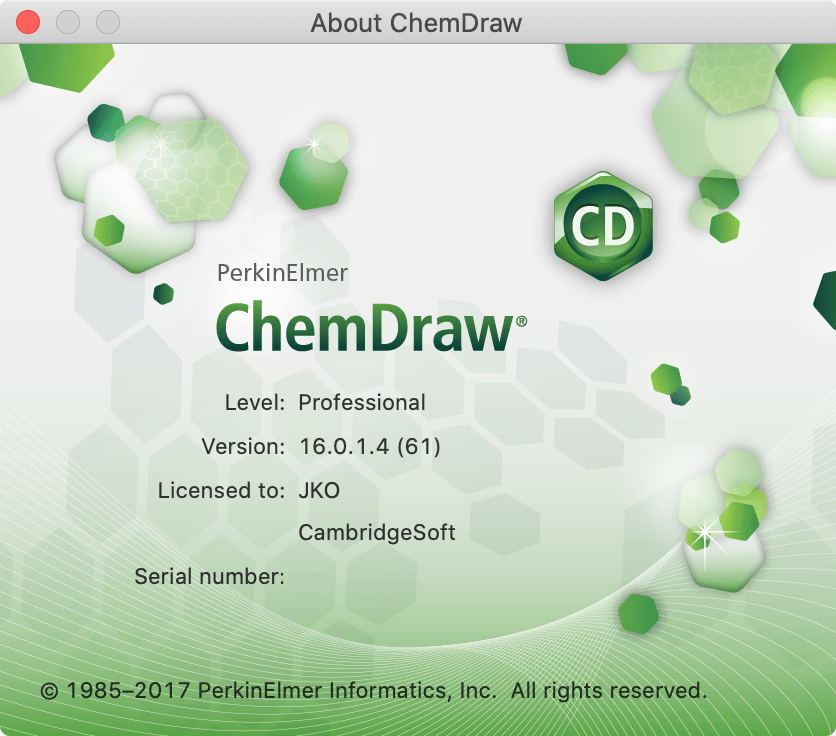 About ChemDraw
CD
PerkinElmer
ChemDraw®
Level: Professional
Version: 16.0.1.4 (61)
Licensed to: JKO
CambridgeSoft
Serial number:
© 1985–2017 PerkinElmer Informatics, Inc. All rights reserved.